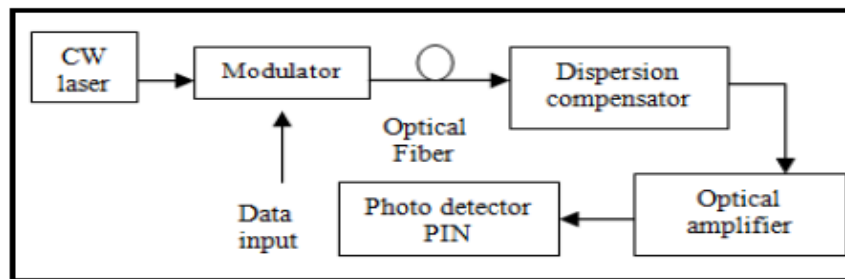 CW
laser
Modulator
Dispersion
compensator
Optical
Fiber
Data
input
Photo detector
PIN
Optical
amplifier